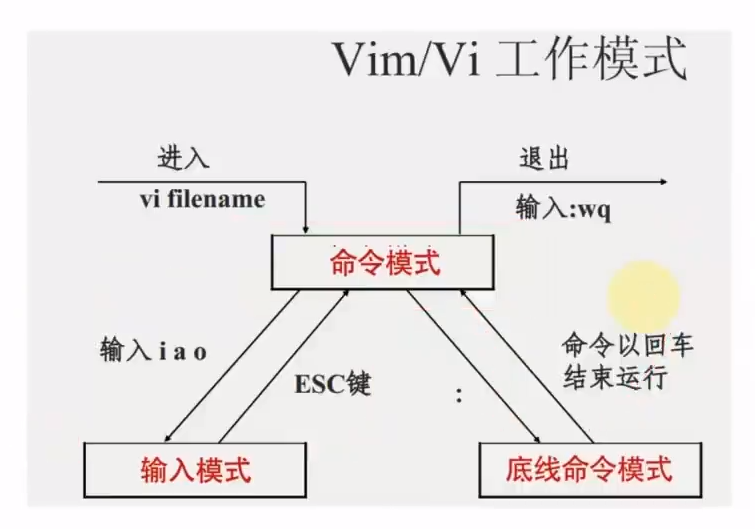 Vim/Vi 工作模式
进入
vi filename
退出
输入:wq
命令模式
输入 i a o
ESC键
:
命令以回车
结束运行
输入模式
底线命令模式